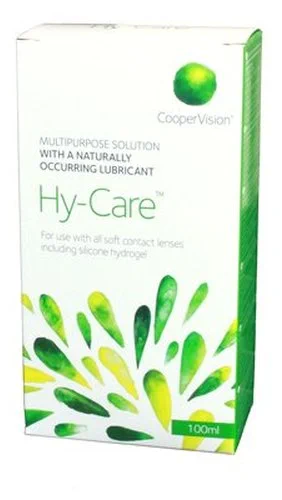 CooperVision®
MULTIPURPOSE SOLUTION
WITH A NATURALLY
OCCURRING LUBRICANT
Hy-Care™
For use with all soft contact lenses
including silicone hydrogel
100ml